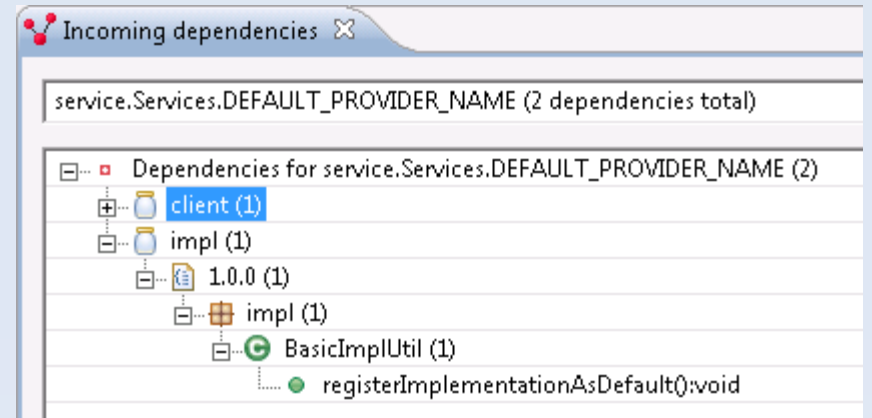 Incoming dependencies
service.Services.DEFAULT_PROVIDER_NAME (2 dependencies total)
Dependencies for service.Services.DEFAULT_PROVIDER_NAME (2)
client (1)
impl (1)
1.0.0 (1)
impl (1)
BasicImplUtil (1)
registerImplementationAsDefault():void